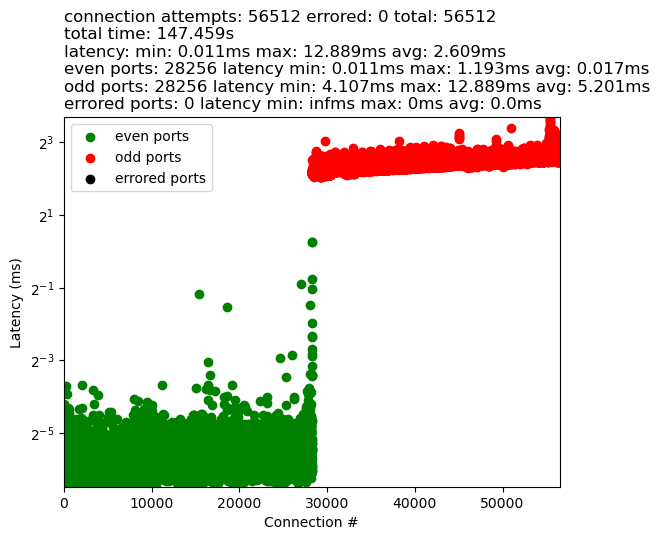 connection attempts: 56512 errored: 0 total: 56512
total time: 147.459s
latency: min: 0.011ms max: 12.889ms avg: 2.609ms
even ports: 28256 latency min: 0.011ms max: 1.193ms avg: 0.017ms
odd ports: 28256 latency min: 4.107ms max: 12.889ms avg: 5.201ms
errored ports: 0 latency min: infms max: 0ms avg: 0.0ms
even ports
odd ports
errored ports
2³
2¹
2⁻¹
2⁻³
2⁻⁵
Latency (ms)
0 10000 20000 30000 40000 50000
Connection #